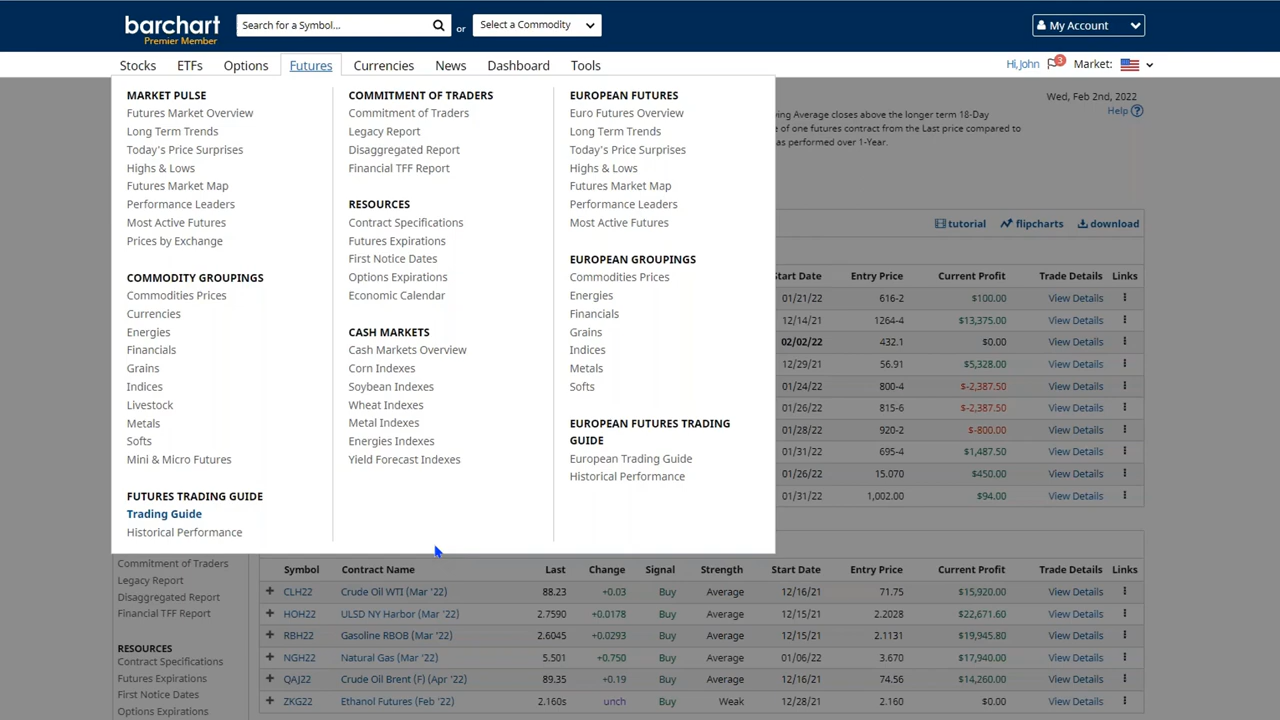 barchart
Premier Member
Search for a Symbol...
or
Select a Commodity
My Account
Stocks ETFs Options Futures Currencies News Dashboard Tools
Hi, John 3 Market:
MARKET PULSE
Futures Market Overview
Long Term Trends
Today's Price Surprises
Highs & Lows
Futures Market Map
Performance Leaders
Most Active Futures
Prices by Exchange
COMMODITY GROUPINGS
Commodities Prices
Currencies
Energies
Financials
Grains
Indices
Livestock
Metals
Softs
Mini & Micro Futures
FUTURES TRADING GUIDE
Trading Guide
Historical Performance
COMMITMENT OF TRADERS
Commitment of Traders
Legacy Report
Disaggregated Report
Financial TFF Report
RESOURCES
Contract Specifications
Futures Expirations
First Notice Dates
Options Expirations
Economic Calendar
CASH MARKETS
Cash Markets Overview
Corn Indexes
Soybean Indexes
Wheat Indexes
Metal Indexes
Energies Indexes
Yield Forecast Indexes
EUROPEAN FUTURES
Euro Futures Overview
Long Term Trends
Today's Price Surprises
Highs & Lows
Futures Market Map
Performance Leaders
Most Active Futures
EUROPEAN GROUPINGS
Commodities Prices
Energies
Financials
Grains
Indices
Metals
Softs
EUROPEAN FUTURES TRADING
GUIDE
European Trading Guide
Historical Performance
Wed, Feb 2nd, 2022
Help ?
ving Average closes above the longer term 18-Day
e of one futures contract from the Last price compared to
as performed over 1-Year.
tutorial flipcharts download
Start Date Entry Price Current Profit Trade Details Links
01/21/22 616-2 $100.00 View Details
12/14/21 1264-4 $13,375.00 View Details
02/02/22 432.1 $0.00 View Details
12/29/21 56.91 $5,328.00 View Details
01/24/22 800-4 $-2,387.50 View Details
01/26/22 815-6 $-2,387.50 View Details
01/28/22 920-2 $-800.00 View Details
01/31/22 695-4 $1,487.50 View Details
01/26/22 15.070 $450.00 View Details
01/31/22 1,002.00 $94.00 View Details
Commitment of Traders
Legacy Report
Disaggregated Report
Financial TFF Report
RESOURCES
Contract Specifications
Futures Expirations
First Notice Dates
Options Expirations
Symbol Contract Name Last Change Signal Strength Start Date Entry Price Current Profit Trade Details Links
+ CLH22 Crude Oil WTI (Mar '22) 88.23 +0.03 Buy Average 12/16/21 71.75 $15,920.00 View Details
+ HOH22 ULSD NY Harbor (Mar '22) 2.7590 +0.0178 Buy Average 12/15/21 2.2028 $22,671.60 View Details
+ RBH22 Gasoline RBOB (Mar '22) 2.6045 +0.0293 Buy Average 12/15/21 2.1131 $19,945.80 View Details
+ NGH22 Natural Gas (Mar '22) 5.501 +0.750 Buy Average 01/06/22 3.670 $17,940.00 View Details
+ QAJ22 Crude Oil Brent (F) (Apr '22) 89.35 +0.19 Buy Average 12/16/21 74.56 $14,260.00 View Details
+ ZKG22 Ethanol Futures (Feb '22) 2.160s unch Buy Weak 12/28/21 2.160 $0.00 View Details